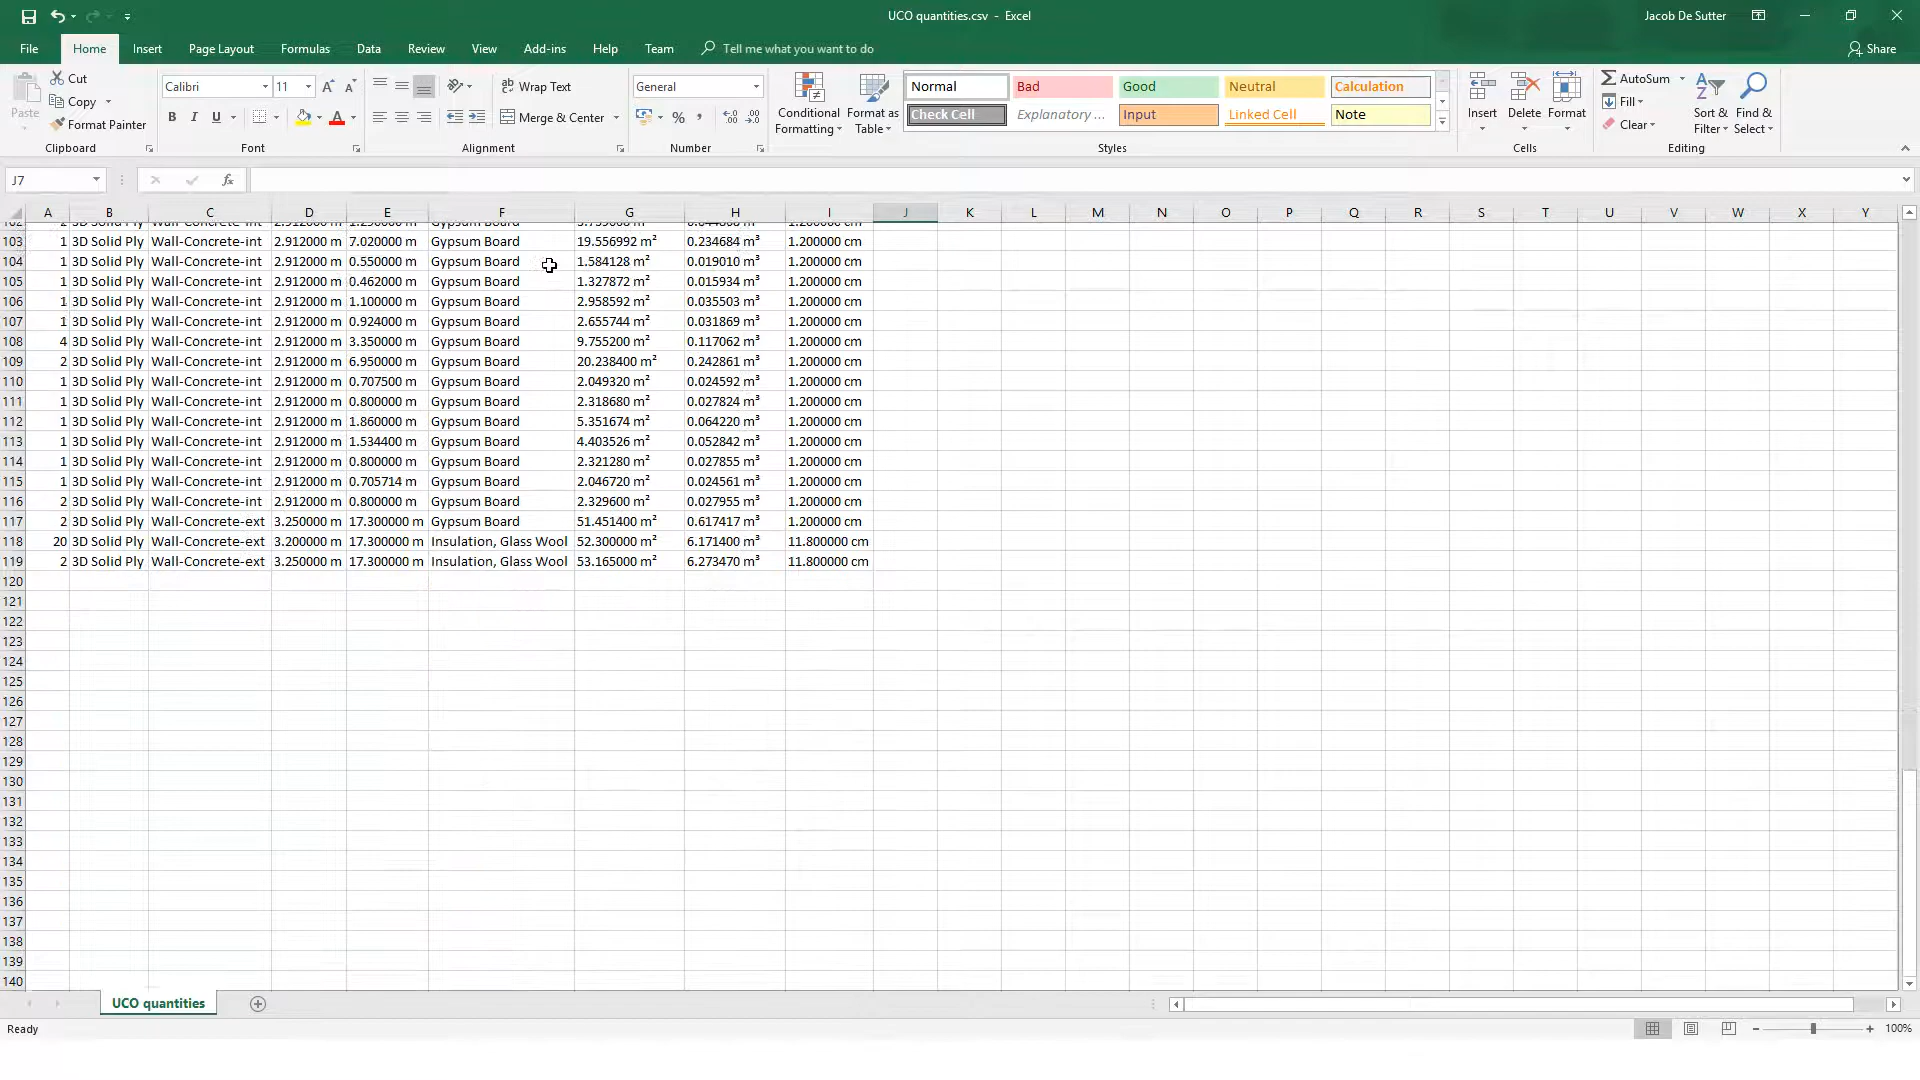 UCO quantities.csv - Excel
Jacob De Sutter
File Home Insert Page Layout Formulas Data Review View Add-ins Help Team Tell me what you want to do Share
Paste
Cut
Copy
Format Painter
Clipboard
Calibri 11
B I U
Font
Wrap Text
Merge & Center
Alignment
General
%
Number
Conditional Formatting
Format as Table
Normal Bad Good Neutral Calculation
Check Cell Explanatory ... Input Linked Cell Note
Styles
Insert Delete Format
Cells
AutoSum
Fill
Clear
Sort & Filter
Find & Select
Editing
J7
fx
A B C D E F G H I J K L M N O P Q R S T U V W X Y
103 1 3D Solid Ply Wall-Concrete-int 2.912000 m 7.020000 m Gypsum Board 19.556992 m² 0.234684 m³ 1.200000 cm
104 1 3D Solid Ply Wall-Concrete-int 2.912000 m 0.550000 m Gypsum Board 1.584128 m² 0.019010 m³ 1.200000 cm
105 1 3D Solid Ply Wall-Concrete-int 2.912000 m 0.462000 m Gypsum Board 1.327872 m² 0.015934 m³ 1.200000 cm
106 1 3D Solid Ply Wall-Concrete-int 2.912000 m 1.100000 m Gypsum Board 2.958592 m² 0.035503 m³ 1.200000 cm
107 1 3D Solid Ply Wall-Concrete-int 2.912000 m 0.924000 m Gypsum Board 2.655744 m² 0.031869 m³ 1.200000 cm
108 4 3D Solid Ply Wall-Concrete-int 2.912000 m 3.350000 m Gypsum Board 9.755200 m² 0.117062 m³ 1.200000 cm
109 2 3D Solid Ply Wall-Concrete-int 2.912000 m 6.950000 m Gypsum Board 20.238400 m² 0.242861 m³ 1.200000 cm
110 1 3D Solid Ply Wall-Concrete-int 2.912000 m 0.707500 m Gypsum Board 2.049320 m² 0.024592 m³ 1.200000 cm
111 1 3D Solid Ply Wall-Concrete-int 2.912000 m 0.800000 m Gypsum Board 2.318680 m² 0.027824 m³ 1.200000 cm
112 1 3D Solid Ply Wall-Concrete-int 2.912000 m 1.860000 m Gypsum Board 5.351674 m² 0.064220 m³ 1.200000 cm
113 1 3D Solid Ply Wall-Concrete-int 2.912000 m 1.534400 m Gypsum Board 4.403526 m² 0.052842 m³ 1.200000 cm
114 1 3D Solid Ply Wall-Concrete-int 2.912000 m 0.800000 m Gypsum Board 2.321280 m² 0.027855 m³ 1.200000 cm
115 1 3D Solid Ply Wall-Concrete-int 2.912000 m 0.705714 m Gypsum Board 2.046720 m² 0.024561 m³ 1.200000 cm
116 2 3D Solid Ply Wall-Concrete-int 2.912000 m 0.800000 m Gypsum Board 2.329600 m² 0.027955 m³ 1.200000 cm
117 2 3D Solid Ply Wall-Concrete-ext 3.250000 m 17.300000 m Gypsum Board 51.451400 m² 0.617417 m³ 1.200000 cm
118 20 3D Solid Ply Wall-Concrete-ext 3.200000 m 17.300000 m Insulation, Glass Wool 52.300000 m² 6.171400 m³ 11.800000 cm
119 2 3D Solid Ply Wall-Concrete-ext 3.250000 m 17.300000 m Insulation, Glass Wool 53.165000 m² 6.273470 m³ 11.800000 cm
120
121
122
123
124
125
126
127
128
129
130
131
132
133
134
135
136
137
138
139
140
UCO quantities
Ready
100%